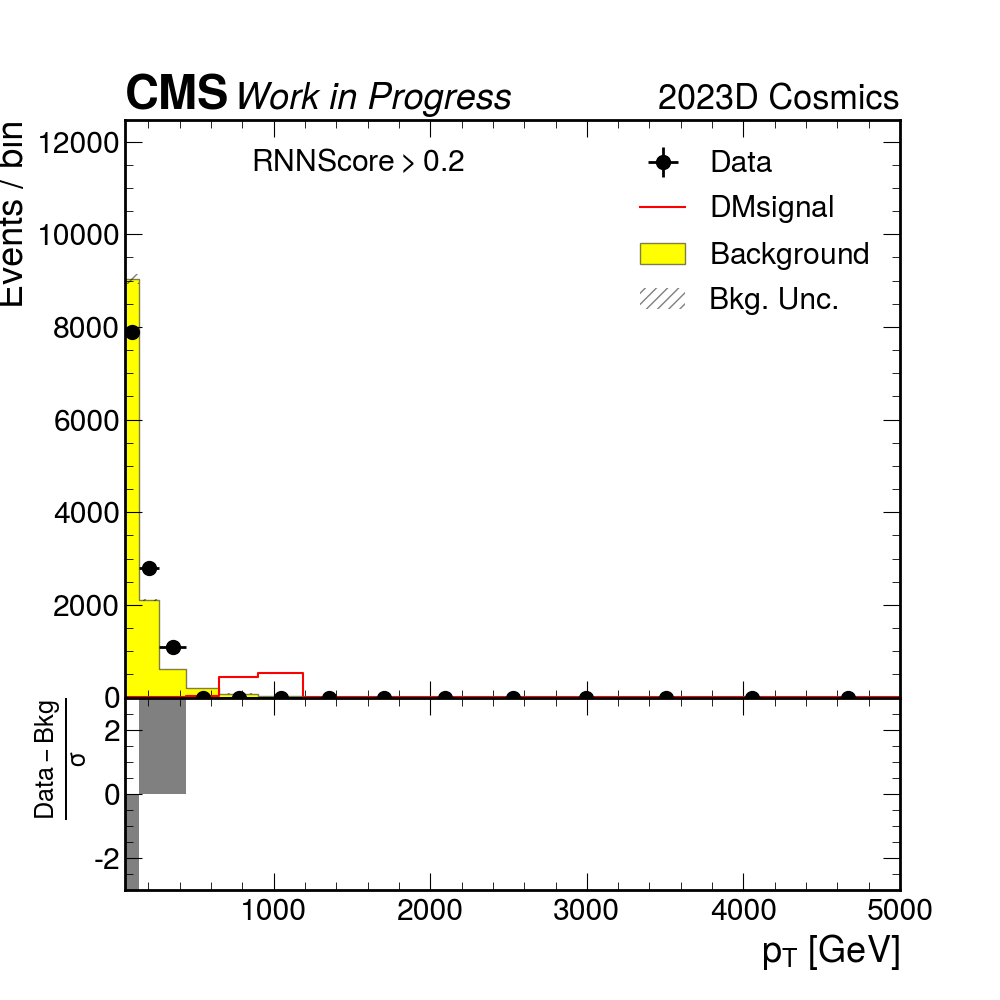 CMS Work in Progress 2023D Cosmics
Events / bin
12000
10000
8000
6000
4000
2000
0
RNNScore > 0.2
Data
DMsignal
Background
Bkg. Unc.
Data – Bkg
σ
2
0
-2
1000 2000 3000 4000 5000
pT [GeV]